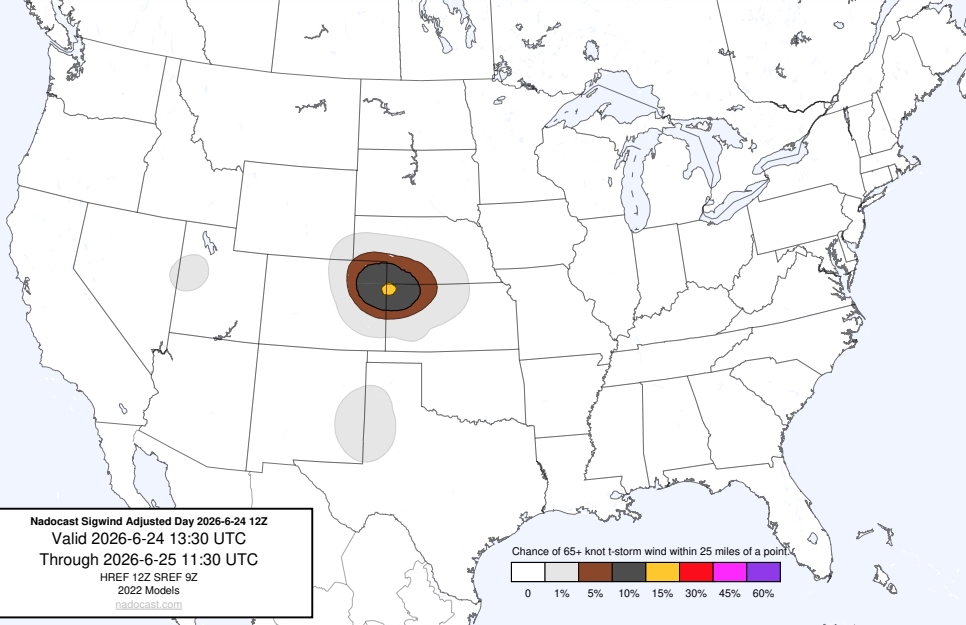 Nadocast Sigwind Adjusted Day 2026-6-24 12Z
Valid 2026-6-24 13:30 UTC
Through 2026-6-25 11:30 UTC
HREF 12Z SREF 9Z
2022 Models
nadocast.com
Chance of 65+ knot t-storm wind within 25 miles of a point.
0 1% 5% 10% 15% 30% 45% 60%